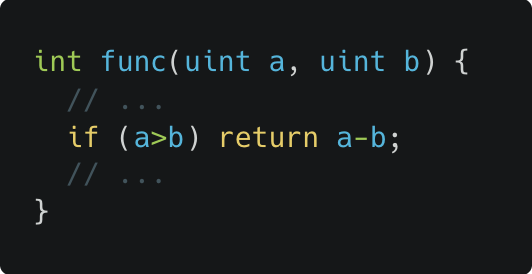 int func(uint a, uint b) {
  // ...
  if (a>b) return a-b;
  // ...
}